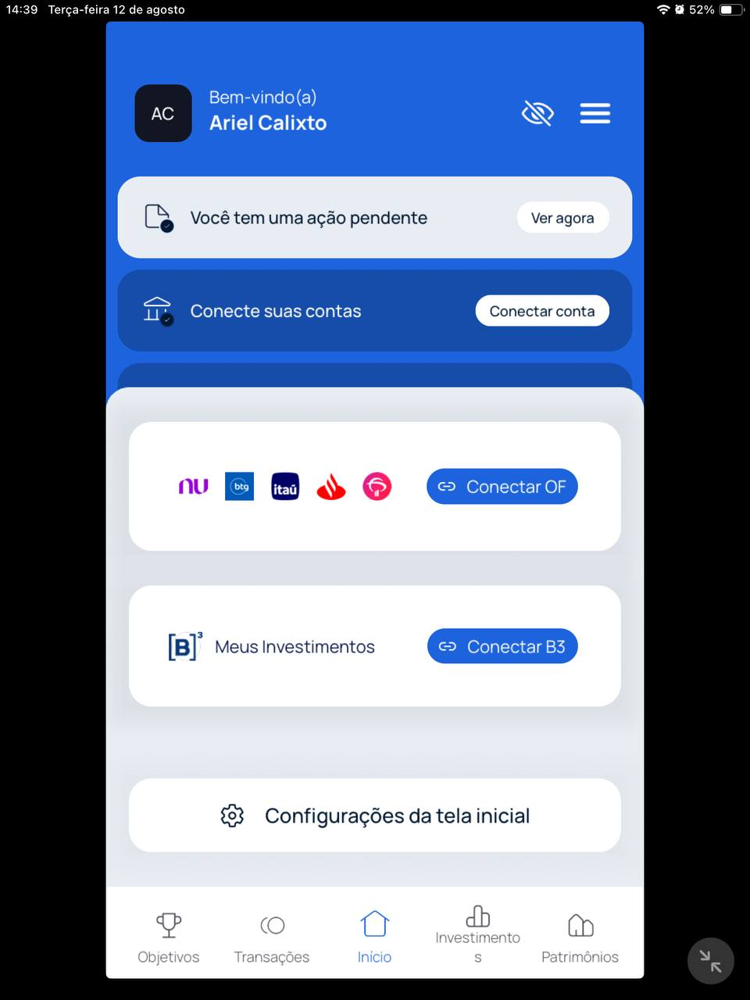 14:39 Terça-feira 12 de agosto
52%
AC
Bem-vindo(a)
Ariel Calixto
Você tem uma ação pendente
Ver agora
Conecte suas contas
Conectar conta
nu
btg
itaú
Conectar OF
[B]³
Meus Investimentos
Conectar B3
Configurações da tela inicial
Objetivos
Transações
Início
Investimento
s
Patrimônios